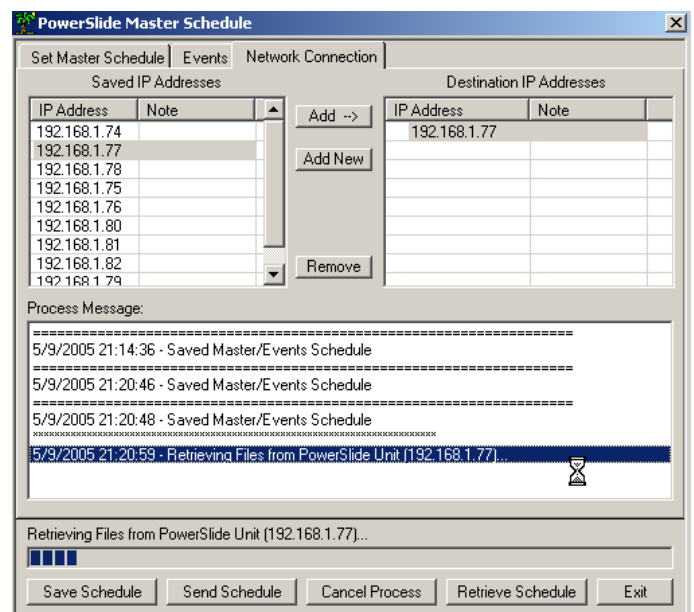 PowerSlide Master Schedule
Set Master Schedule Events Network Connection
Saved IP Addresses Destination IP Addresses
IP Address Note
192.168.1.74
192.168.1.77
192.168.1.78
192.168.1.75
192.168.1.76
192.168.1.80
192.168.1.81
192.168.1.82
192.168.1.79
Add -->
Add New
Remove
IP Address Note
192.168.1.77
Process Message:
===================================================================
5/9/2005 21:14:36 - Saved Master/Events Schedule
===================================================================
5/9/2005 21:20:46 - Saved Master/Events Schedule
===================================================================
5/9/2005 21:20:48 - Saved Master/Events Schedule
××××××××××××××××××××××××××××××××××××××××××××××××××××××××××××××××××
5/9/2005 21:20:59 - Retrieving Files from PowerSlide Unit (192.168.1.77)...
Retrieving Files from PowerSlide Unit (192.168.1.77)...
Save Schedule Send Schedule Cancel Process Retrieve Schedule Exit